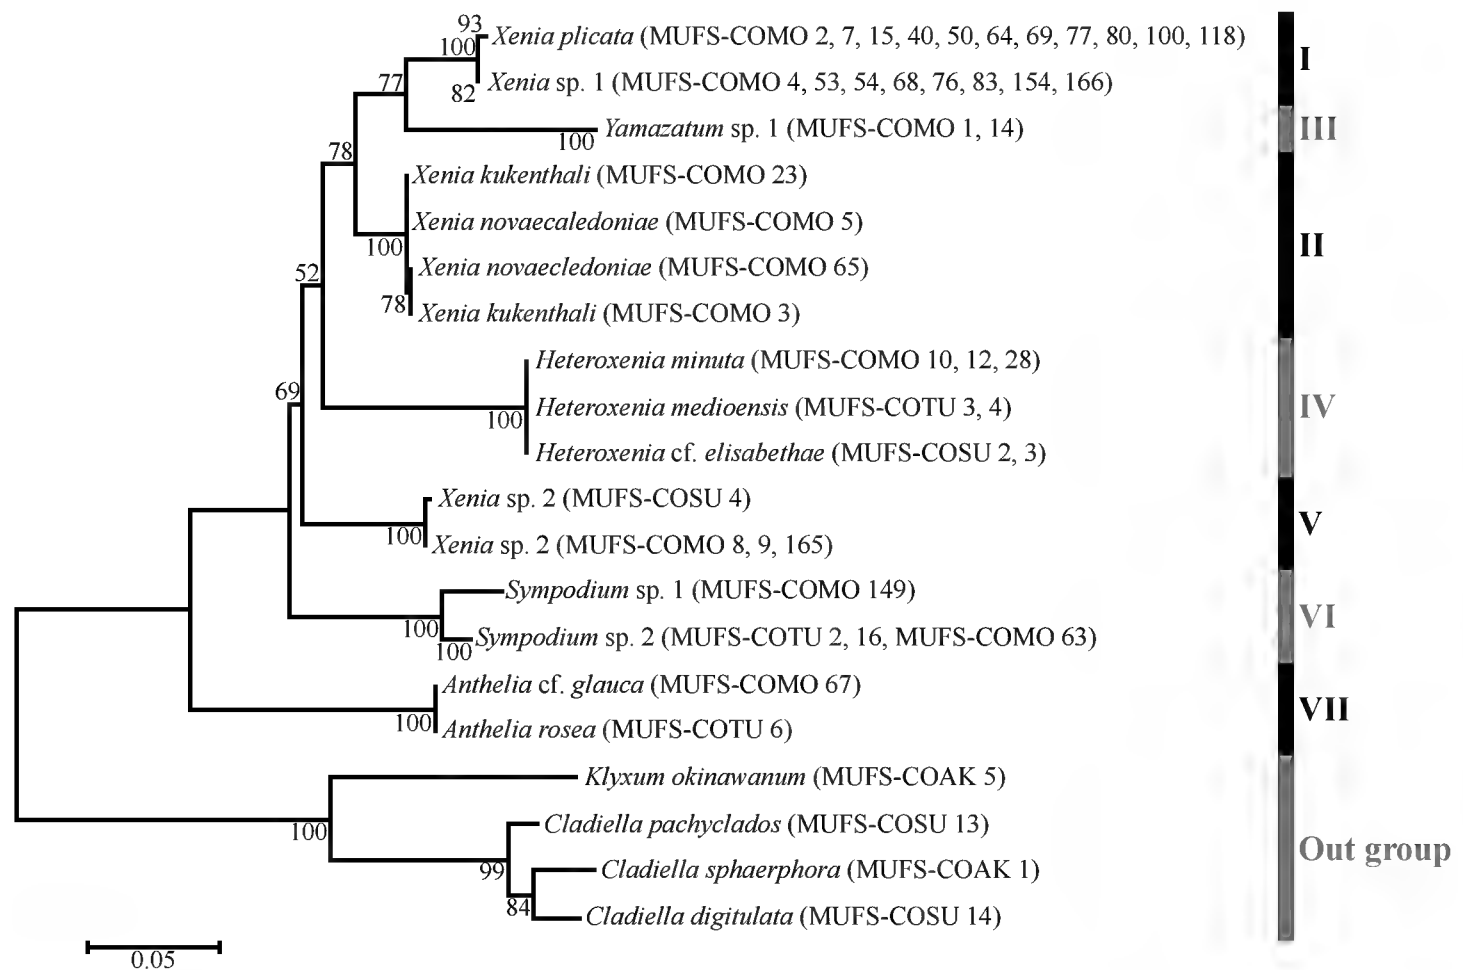 93
Xenia plicata (MUFS-COMO 2, 7, 15, 40, 50, 64, 69, 77, 80, 100, 118)
100
I
77
82
Xenia sp. 1 (MUFS-COMO 4, 53, 54, 68, 76, 83, 154, 166)
100
Yamazatum sp. 1 (MUFS-COMO 1, 14)
III
78
Xenia kukenthali (MUFS-COMO 23)
Xenia novaecaledoniae (MUFS-COMO 5)
100
II
52
Xenia novaecledoniae (MUFS-COMO 65)
78
Xenia kukenthali (MUFS-COMO 3)
Heteroxenia minuta (MUFS-COMO 10, 12, 28)
69
100
Heteroxenia medioensis (MUFS-COTU 3, 4)
IV
Heteroxenia cf. elisabethae (MUFS-COSU 2, 3)
Xenia sp. 2 (MUFS-COSU 4)
100
V
Xenia sp. 2 (MUFS-COMO 8, 9, 165)
Sympodium sp. 1 (MUFS-COMO 149)
100
VI
100
Sympodium sp. 2 (MUFS-COTU 2, 16, MUFS-COMO 63)
Anthelia cf. glauca (MUFS-COMO 67)
100
VII
Anthelia rosea (MUFS-COTU 6)
Klyxum okinawanum (MUFS-COAK 5)
100
Cladiella pachyclados (MUFS-COSU 13)
Out group
99
Cladiella sphaerphora (MUFS-COAK 1)
84
Cladiella digitulata (MUFS-COSU 14)
0.05